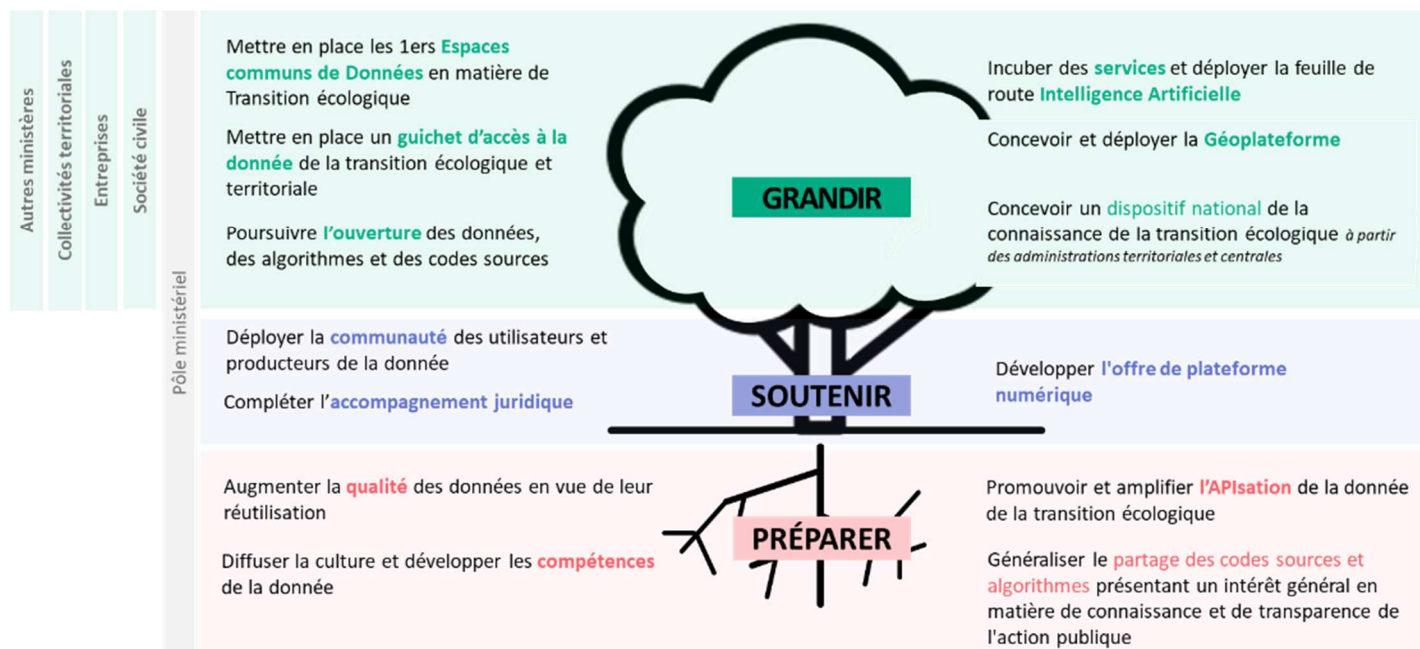 Autres ministères
Collectivités territoriales
Entreprises
Société civile
Pôle ministériel
Mettre en place les 1ers Espaces
communs de Données en matière de
Transition écologique
Mettre en place un guichet d'accès à la
donnée de la transition écologique et
territoriale
Poursuivre l'ouverture des données,
des algorithmes et des codes sources
GRANDIR
Incuber des services et déployer la feuille de
route Intelligence Artificielle
Concevoir et déployer la Géoplateforme
Concevoir un dispositif national de la
connaissance de la transition écologique à partir
des administrations territoriales et centrales
Déployer la communauté des utilisateurs et
producteurs de la donnée
Compléter l'accompagnement juridique
SOUTENIR
Développer l'offre de plateforme
numérique
Augmenter la qualité des données en vue de leur
réutilisation
Diffuser la culture et développer les compétences
de la donnée
PRÉPARER
Promouvoir et amplifier l'APIsation de la donnée
de la transition écologique
Généraliser le partage des codes sources et
algorithmes présentant un intérêt général en
matière de connaissance et de transparence de
l'action publique